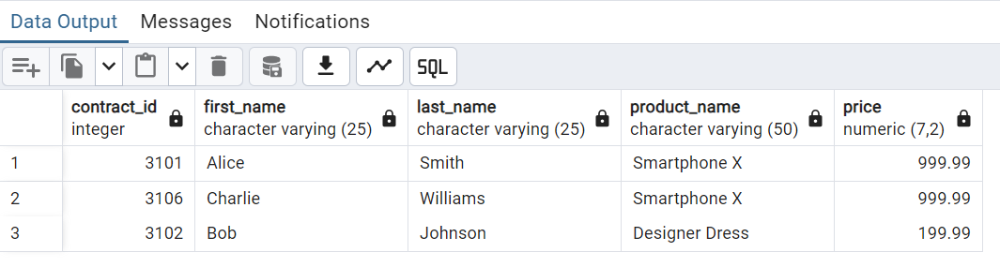 Data Output Messages Notifications
SQL
contract_id first_name last_name product_name price
integer character varying (25) character varying (25) character varying (50) numeric (7,2)
1 3101 Alice Smith Smartphone X 999.99
2 3106 Charlie Williams Smartphone X 999.99
3 3102 Bob Johnson Designer Dress 199.99